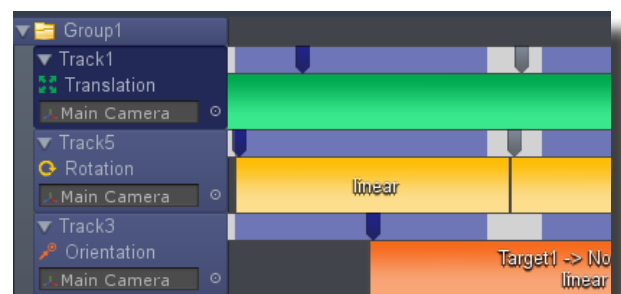 Group1
Track1
Translation
Main Camera
Track5
Rotation
Main Camera
linear
Track3
Orientation
Main Camera
Target1 -> No
linear